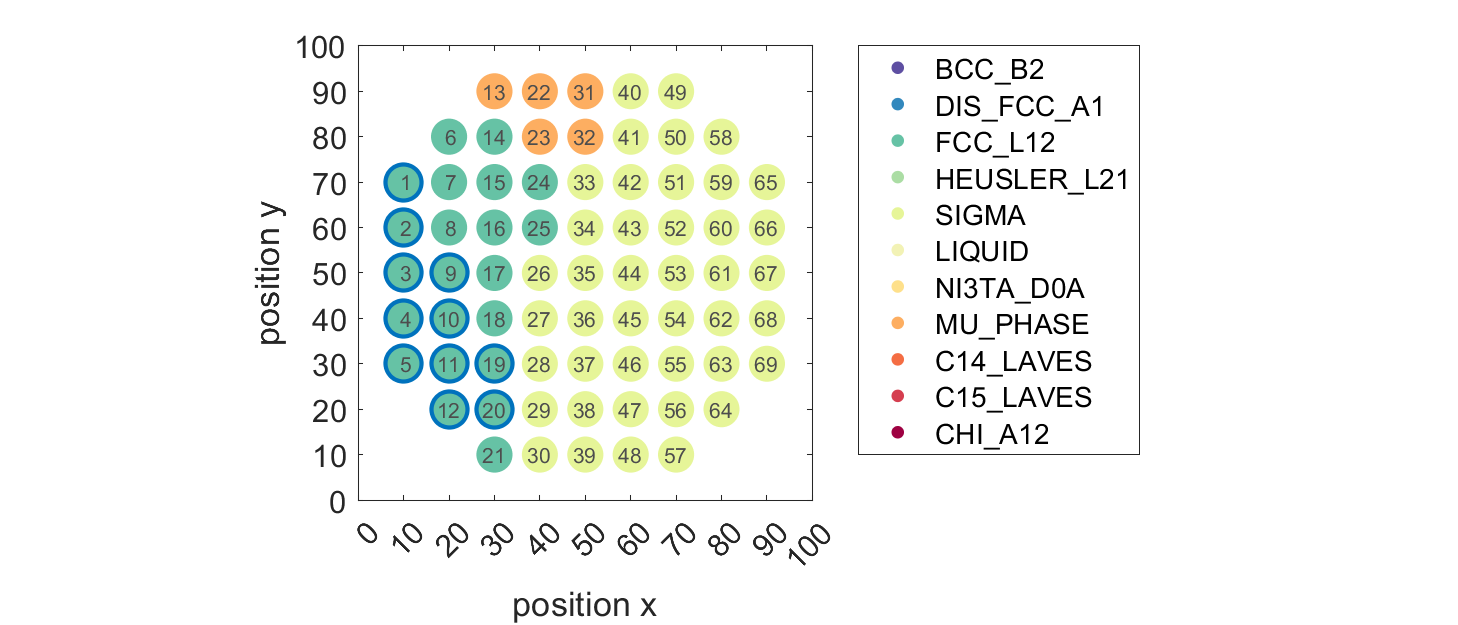 100
90
80
70
60
50
40
30
20
10
0
position y
13 22 31 40 49
6 14 23 32 41 50 58
1 7 15 24 33 42 51 59 65
2 8 16 25 34 43 52 60 66
3 9 17 26 35 44 53 61 67
4 10 18 27 36 45 54 62 68
5 11 19 28 37 46 55 63 69
12 20 29 38 47 56 64
21 30 39 48 57
0 10 20 30 40 50 60 70 80 90 100
position x
BCC_B2
DIS_FCC_A1
FCC_L12
HEUSLER_L21
SIGMA
LIQUID
NI3TA_D0A
MU_PHASE
C14_LAVES
C15_LAVES
CHI_A12